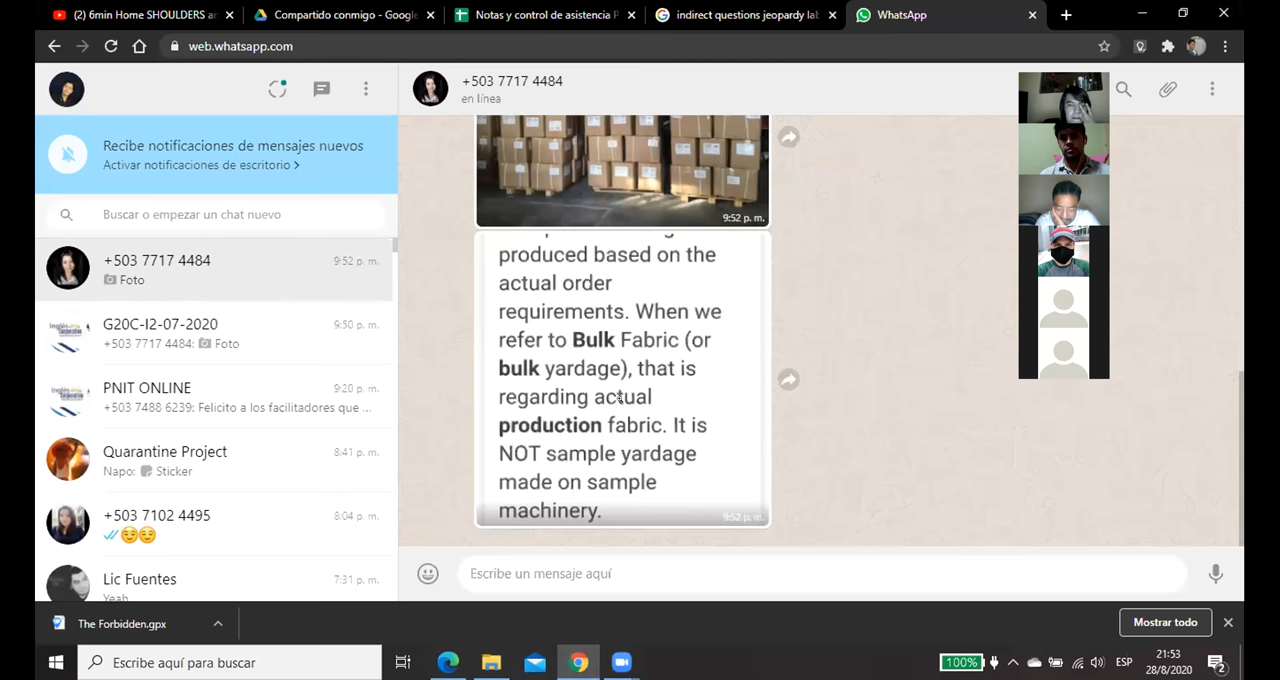 (2) 6min Home SHOULDERS a
Compartido conmigo - Google
Notas y control de asistencia P
indirect questions jeopardy lab
WhatsApp
web.whatsapp.com
Recibe notificaciones de mensajes nuevos
Activar notificaciones de escritorio >
Buscar o empezar un chat nuevo
+503 7717 4484
9:52 p. m.
Foto
G20C-I2-07-2020
9:50 p. m.
+503 7717 4484: Foto
PNIT ONLINE
9:20 p. m.
+503 7488 6239: Felicito a los facilitadores que ...
Quarantine Project
8:41 p. m.
Napo: Sticker
+503 7102 4495
8:04 p. m.
Lic Fuentes
7:31 p. m.
Yeah
+503 7717 4484
en línea
9:52 p. m.
produced based on the
actual order
requirements. When we
refer to Bulk Fabric (or
bulk yardage), that is
regarding actual
production fabric. It is
NOT sample yardage
made on sample
machinery.
9:52 p. m.
Escribe un mensaje aquí
The Forbidden.gpx
Mostrar todo
Escribe aquí para buscar
100%
ESP
21:53
28/8/2020
2